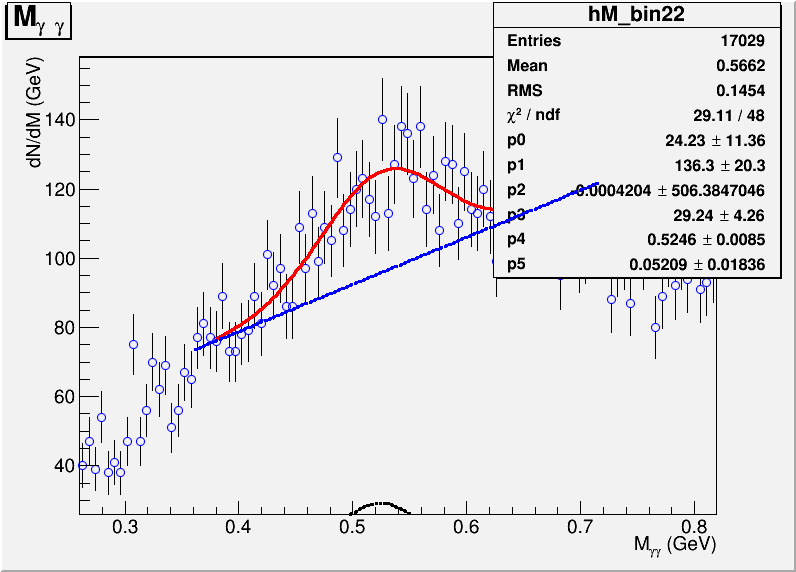 M γ γ
hM_bin22
Entries 17029
Mean 0.5662
RMS 0.1454
χ² / ndf 29.11 / 48
p0 24.23 ± 11.36
p1 136.3 ± 20.3
p2 -0.0004204 ± 506.3847046
p3 29.24 ± 4.26
p4 0.5246 ± 0.0085
p5 0.05209 ± 0.01836
dN/dM (GeV)
140
120
100
80
60
40
0.3 0.4 0.5 0.6 0.7 0.8
Mγγ (GeV)